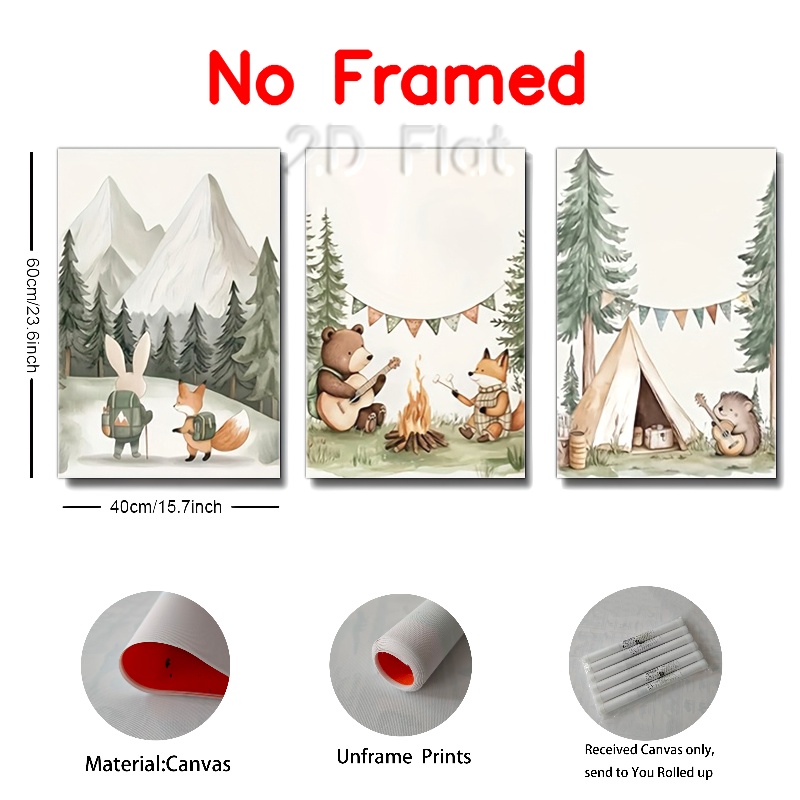 No Framed
2D Flat
60cm/23.6inch
40cm/15.7inch
Material:Canvas
Unframe Prints
Received Canvas only,
send to You Rolled up